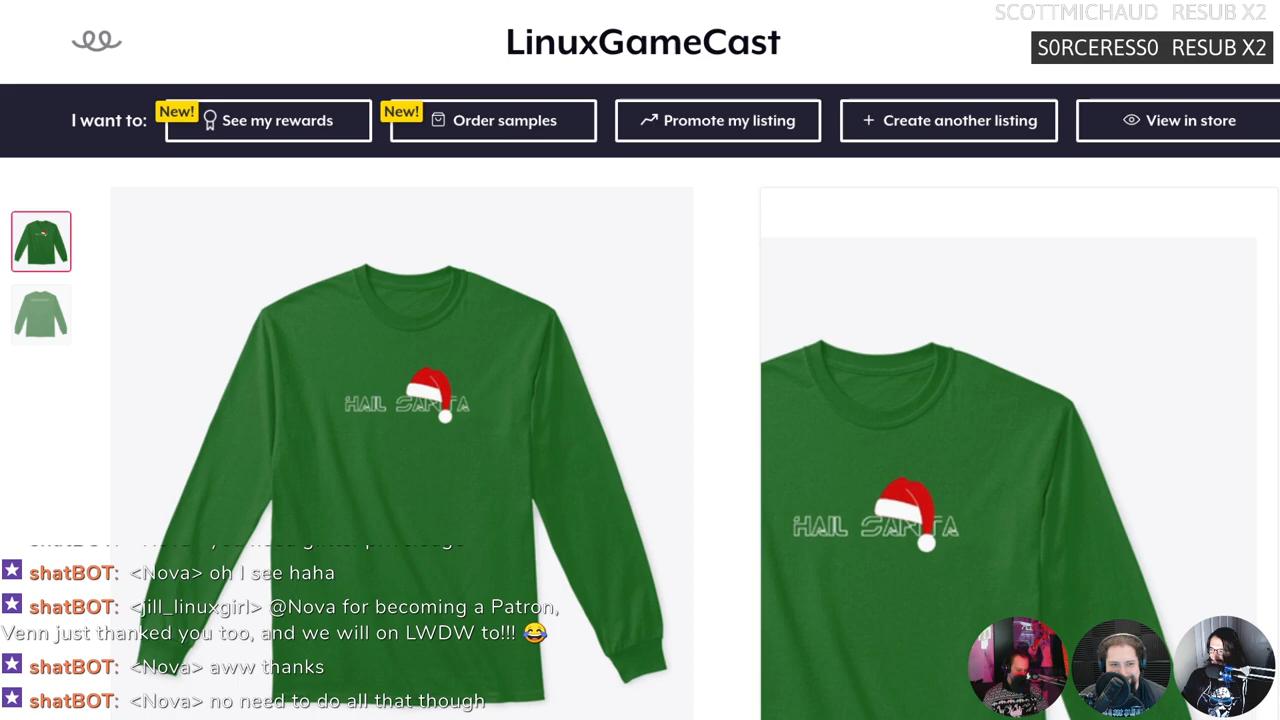 SCOTTMICHAUD RESUB X2
LinuxGameCast
S0RCERESS0 RESUB X2
I want to:
New!
See my rewards
New!
Order samples
Promote my listing
+ Create another listing
View in store
HAIL SANTA
HAIL SANTA
shatBOT: <Nova> oh I see haha
shatBOT: <jill_linuxgirl> @Nova for becoming a Patron,
Venn just thanked you too, and we will on LWDW to!!! 😂
shatBOT: <Nova> aww thanks
shatBOT: <Nova> no need to do all that though